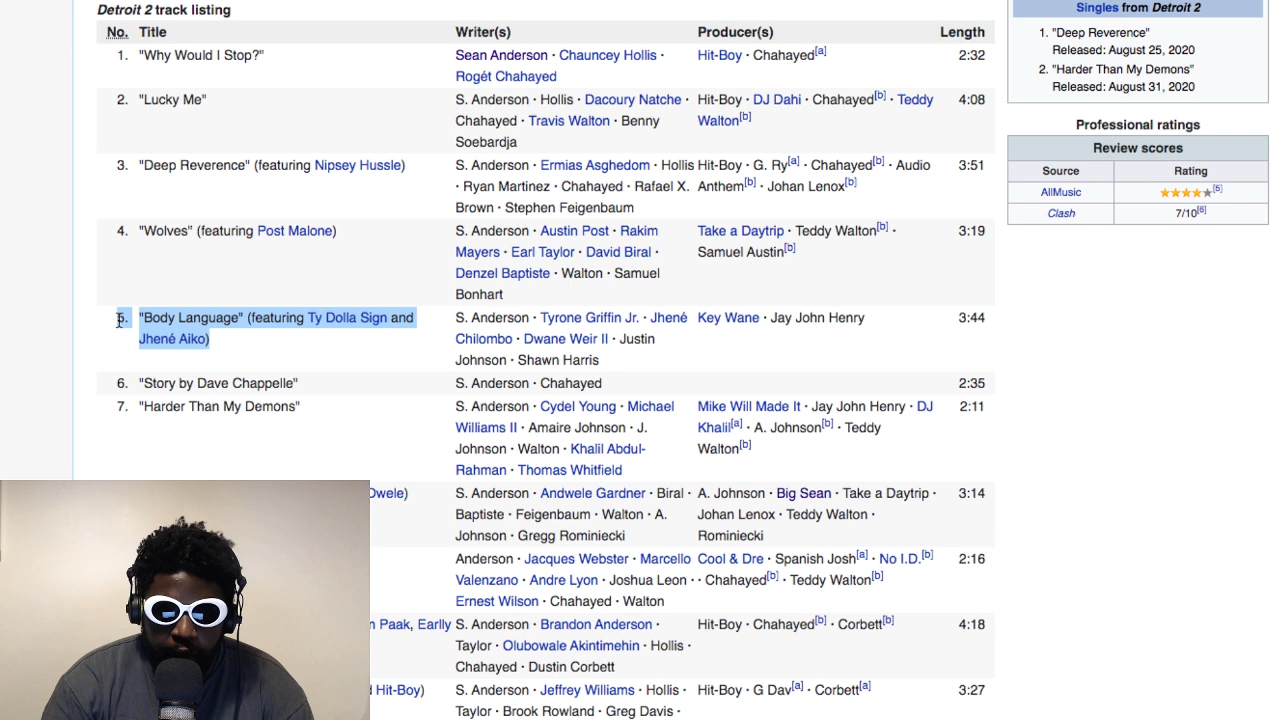 Detroit 2 track listing
No. Title Writer(s) Producer(s) Length
1. "Why Would I Stop?" Sean Anderson · Chauncey Hollis · Hit-Boy · Chahayed[a] 2:32
Rogét Chahayed
2. "Lucky Me" S. Anderson · Hollis · Dacoury Natche · Hit-Boy · DJ Dahi · Chahayed[b] · Teddy 4:08
Chahayed · Travis Walton · Benny Walton[b]
Soebardja
3. "Deep Reverence" (featuring Nipsey Hussle) S. Anderson · Ermias Asghedom · Hollis Hit-Boy · G. Ry[a] · Chahayed[b] · Audio 3:51
· Ryan Martinez · Chahayed · Rafael X. Anthem[b] · Johan Lenox[b]
Brown · Stephen Feigenbaum
4. "Wolves" (featuring Post Malone) S. Anderson · Austin Post · Rakim Take a Daytrip · Teddy Walton[b] · 3:19
Mayers · Earl Taylor · David Biral · Samuel Austin[b]
Denzel Baptiste · Walton · Samuel
Bonhart
5. "Body Language" (featuring Ty Dolla Sign and S. Anderson · Tyrone Griffin Jr. · Jhené Key Wane · Jay John Henry 3:44
Jhené Aiko) Chilombo · Dwane Weir II · Justin
Johnson · Shawn Harris
6. "Story by Dave Chappelle" S. Anderson · Chahayed 2:35
7. "Harder Than My Demons" S. Anderson · Cydel Young · Michael Mike Will Made It · Jay John Henry · DJ 2:11
Williams II · Amaire Johnson · J. Khalil[a] · A. Johnson[b] · Teddy
Johnson · Walton · Khalil Abdul- Walton[b]
Rahman · Thomas Whitfield
Dwele) S. Anderson · Andwele Gardner · Biral · A. Johnson · Big Sean · Take a Daytrip · 3:14
Baptiste · Feigenbaum · Walton · A. Johan Lenox · Teddy Walton ·
Johnson · Gregg Rominiecki Rominiecki
Anderson · Jacques Webster · Marcello Cool & Dre · Spanish Josh[a] · No I.D.[b] 2:16
Valenzano · Andre Lyon · Joshua Leon · · Chahayed[b] · Teddy Walton[b]
Ernest Wilson · Chahayed · Walton
n Paak, Earlly S. Anderson · Brandon Anderson · Hit-Boy · Chahayed[b] · Corbett[b] 4:18
Taylor · Olubowale Akintimehin · Hollis ·
Chahayed · Dustin Corbett
d Hit-Boy) S. Anderson · Jeffrey Williams · Hollis · Hit-Boy · G Dav[a] · Corbett[a] 3:27
Taylor · Brook Rowland · Greg Davis ·
Singles from Detroit 2
1. "Deep Reverence"
Released: August 25, 2020
2. "Harder Than My Demons"
Released: August 31, 2020
Professional ratings
Review scores
Source Rating
AllMusic ★★★★★[5]
Clash 7/10[6]